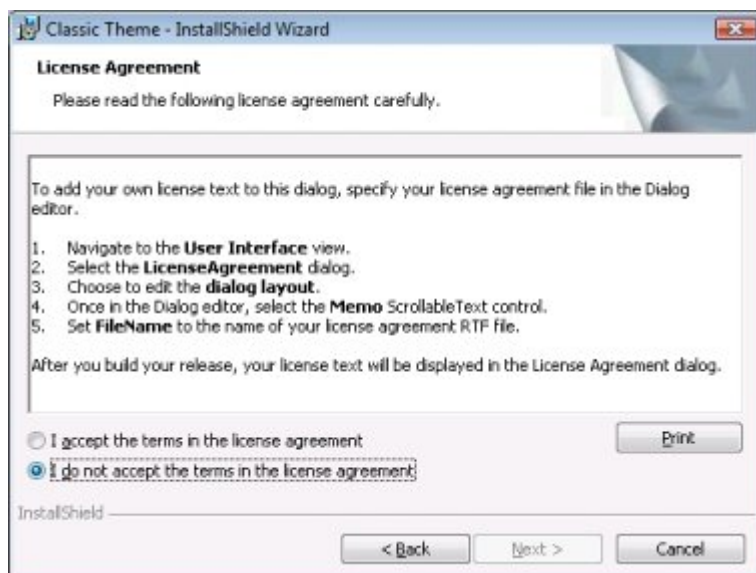 Classic Theme - InstallShield Wizard
License Agreement
Please read the following license agreement carefully.
To add your own license text to this dialog, specify your license agreement file in the Dialog
editor.
1. Navigate to the User Interface view.
2. Select the LicenseAgreement dialog.
3. Choose to edit the dialog layout.
4. Once in the Dialog editor, select the Memo ScrollableText control.
5. Set FileName to the name of your license agreement RTF file.
After you build your release, your license text will be displayed in the License Agreement dialog.
I accept the terms in the license agreement
Print
I do not accept the terms in the license agreement
InstallShield
< Back
Next >
Cancel